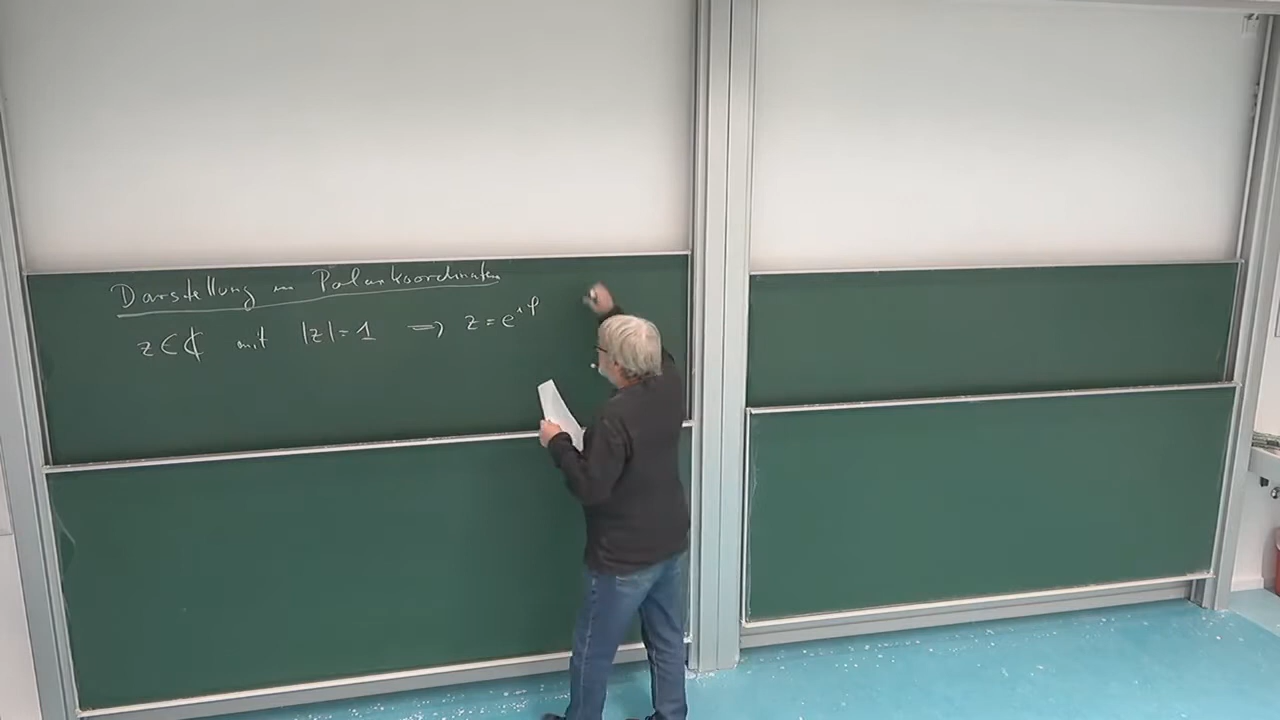 Darstellung in Polarkoordinaten
z ∈ ℂ mit |z| = 1 ⟹ z = e^{iφ}